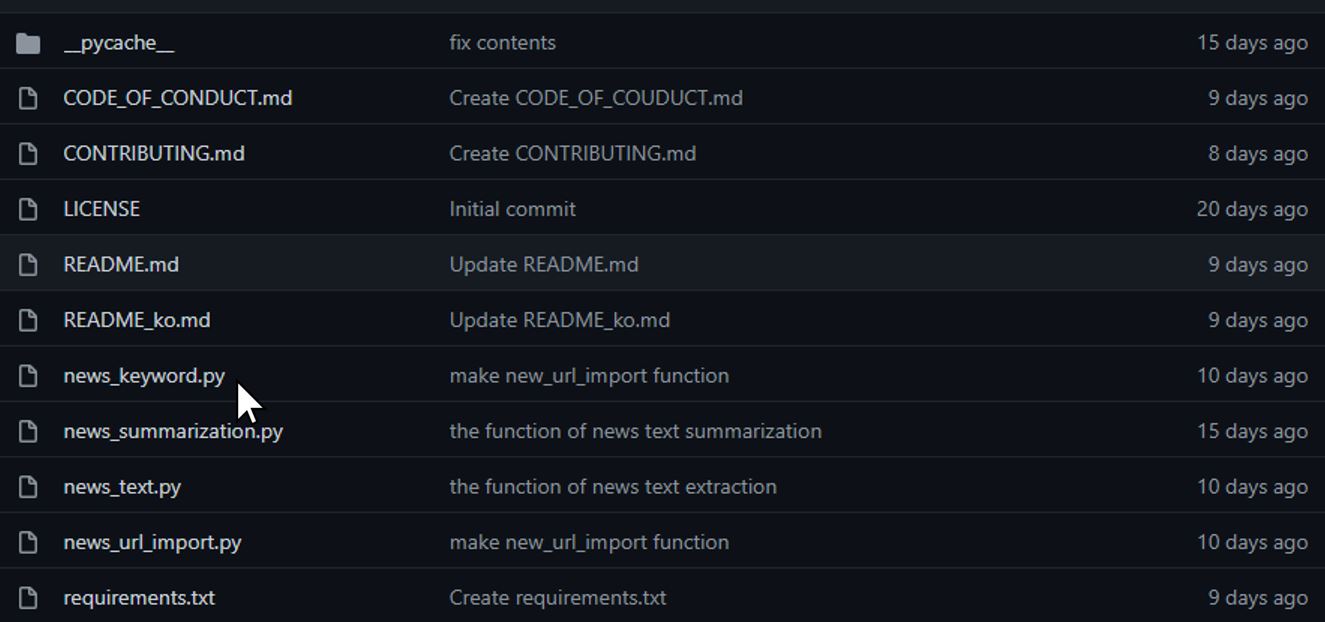 __pycache__ fix contents 15 days ago
CODE_OF_CONDUCT.md Create CODE_OF_COUDUCT.md 9 days ago
CONTRIBUTING.md Create CONTRIBUTING.md 8 days ago
LICENSE Initial commit 20 days ago
README.md Update README.md 9 days ago
README_ko.md Update README_ko.md 9 days ago
news_keyword.py make new_url_import function 10 days ago
news_summarization.py the function of news text summarization 15 days ago
news_text.py the function of news text extraction 10 days ago
news_url_import.py make new_url_import function 10 days ago
requirements.txt Create requirements.txt 9 days ago